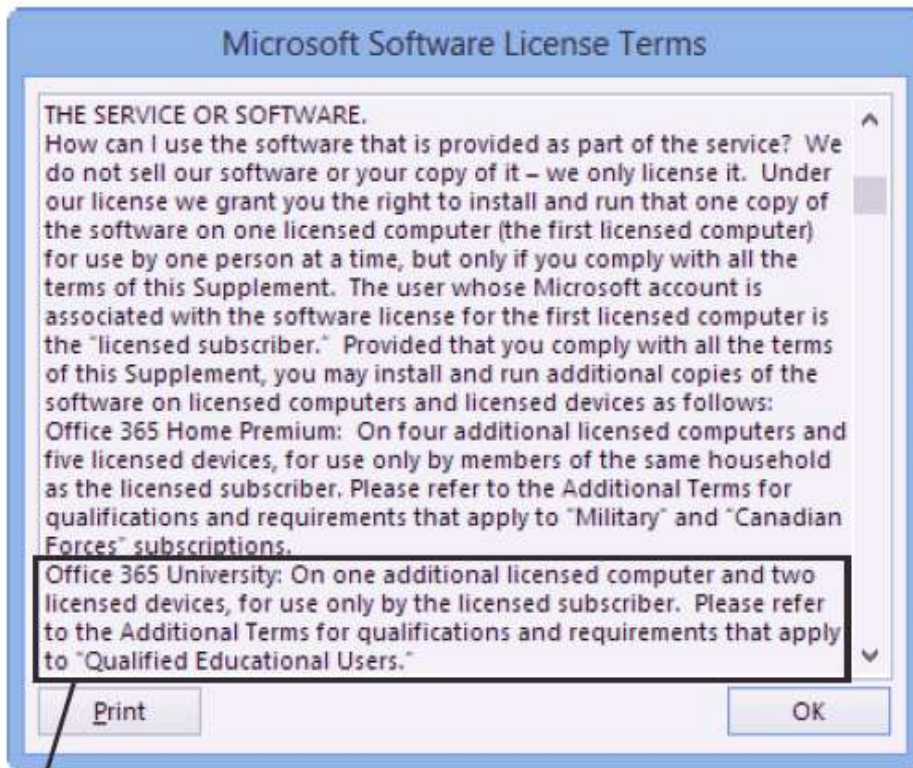 Microsoft Software License Terms
THE SERVICE OR SOFTWARE.
How can I use the software that is provided as part of the service?  We
do not sell our software or your copy of it – we only license it.  Under
our license we grant you the right to install and run that one copy of
the software on one licensed computer (the first licensed computer)
for use by one person at a time, but only if you comply with all the
terms of this Supplement.  The user whose Microsoft account is
associated with the software license for the first licensed computer is
the "licensed subscriber."  Provided that you comply with all the terms
of this Supplement, you may install and run additional copies of the
software on licensed computers and licensed devices as follows:
Office 365 Home Premium:  On four additional licensed computers and
five licensed devices, for use only by members of the same household
as the licensed subscriber. Please refer to the Additional Terms for
qualifications and requirements that apply to "Military" and "Canadian
Forces" subscriptions.
Office 365 University: On one additional licensed computer and two
licensed devices, for use only by the licensed subscriber.  Please refer
to the Additional Terms for qualifications and requirements that apply
to "Qualified Educational Users."
Print
OK